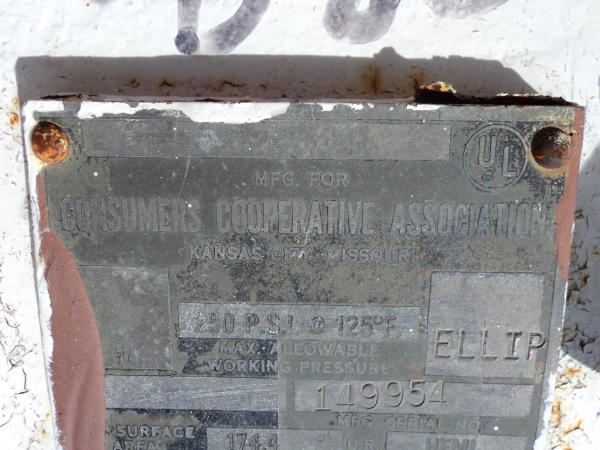 UL
MFG. FOR
CONSUMERS COOPERATIVE ASSOCIATION
KANSAS CITY, MISSOURI
250 P.S.I. @ 125°F
MAX. ALLOWABLE
WORKING PRESSURE
W
ELLIP
149954
MFG. SERIAL NO.
SURFACE
AREA
174.4
O.D.
HEMI